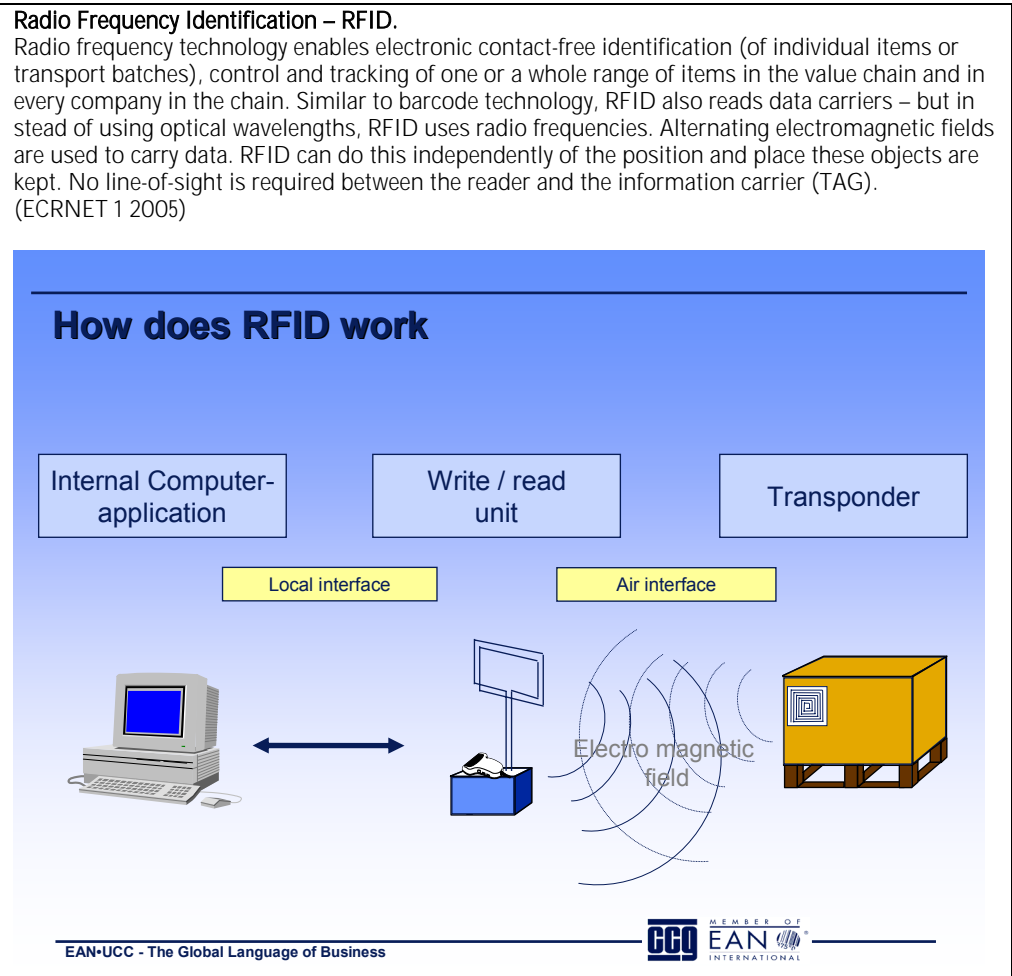 Radio Frequency Identification – RFID.
Radio frequency technology enables electronic contact-free identification (of individual items or
transport batches), control and tracking of one or a whole range of items in the value chain and in
every company in the chain. Similar to barcode technology, RFID also reads data carriers – but in
stead of using optical wavelengths, RFID uses radio frequencies. Alternating electromagnetic fields
are used to carry data. RFID can do this independently of the position and place these objects are
kept. No line-of-sight is required between the reader and the information carrier (TAG).
(ECRNET 1 2005)
How does RFID work
Internal Computer-
application
Write / read
unit
Transponder
Local interface
Air interface
Electro magnetic
field
EAN•UCC - The Global Language of Business
CCG
MEMBER OF
EAN
INTERNATIONAL